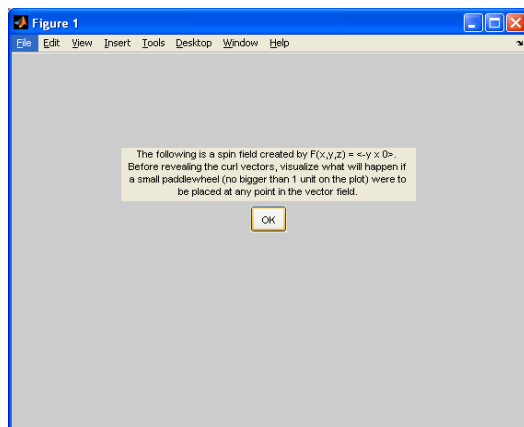 Figure 1
File Edit View Insert Tools Desktop Window Help
The following is a spin field created by F(x,y,z) = <-y x 0>.
Before revealing the curl vectors, visualize what will happen if
a small paddlewheel (no bigger than 1 unit on the plot) were to
be placed at any point in the vector field.
OK